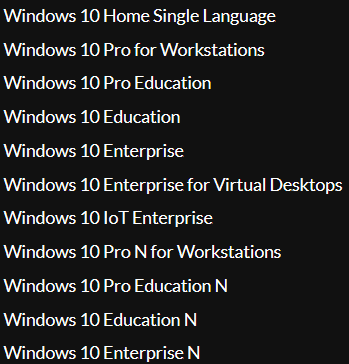 Windows 10 Home Single Language
Windows 10 Pro for Workstations
Windows 10 Pro Education
Windows 10 Education
Windows 10 Enterprise
Windows 10 Enterprise for Virtual Desktops
Windows 10 IoT Enterprise
Windows 10 Pro N for Workstations
Windows 10 Pro Education N
Windows 10 Education N
Windows 10 Enterprise N